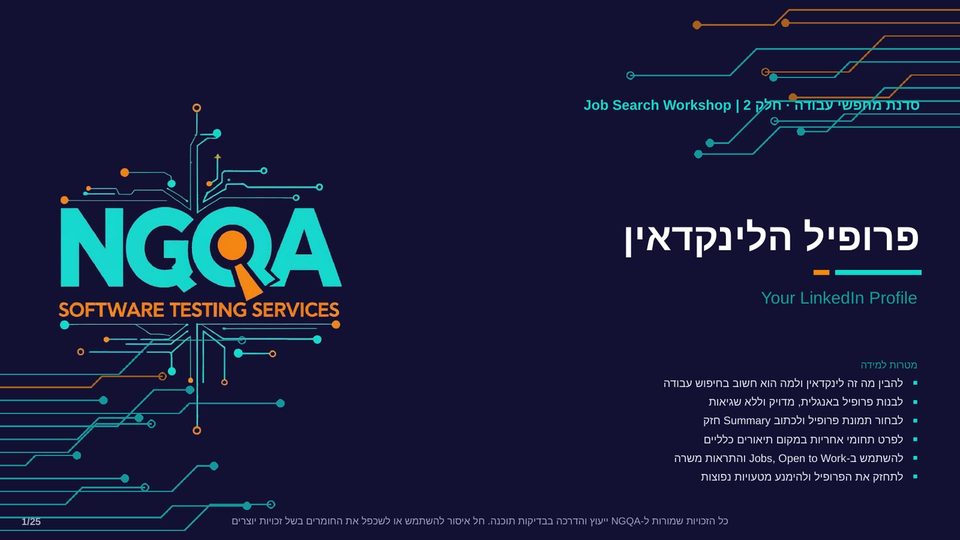 סדנת מחפשי עבודה · חלק 2 | Job Search Workshop
NGQA
SOFTWARE TESTING SERVICES
פרופיל הלינקדאין
Your LinkedIn Profile
מטרות למידה
▪ להבין מה זה לינקדאין ולמה הוא חשוב בחיפוש עבודה
▪ לבנות פרופיל באנגלית, מדויק וללא שגיאות
▪ לבחור תמונת פרופיל ולכתוב Summary חזק
▪ לפרט תחומי אחריות במקום תיאורים כלליים
▪ להשתמש ב-Jobs, Open to Work והתראות משרה
▪ לתחזק את הפרופיל ולהימנע מטעויות נפוצות
כל הזכויות שמורות ל-NGQA ייעוץ והדרכה בבדיקות תוכנה. חל איסור להשתמש או לשכפל את החומרים בשל זכויות יוצרים
1/25